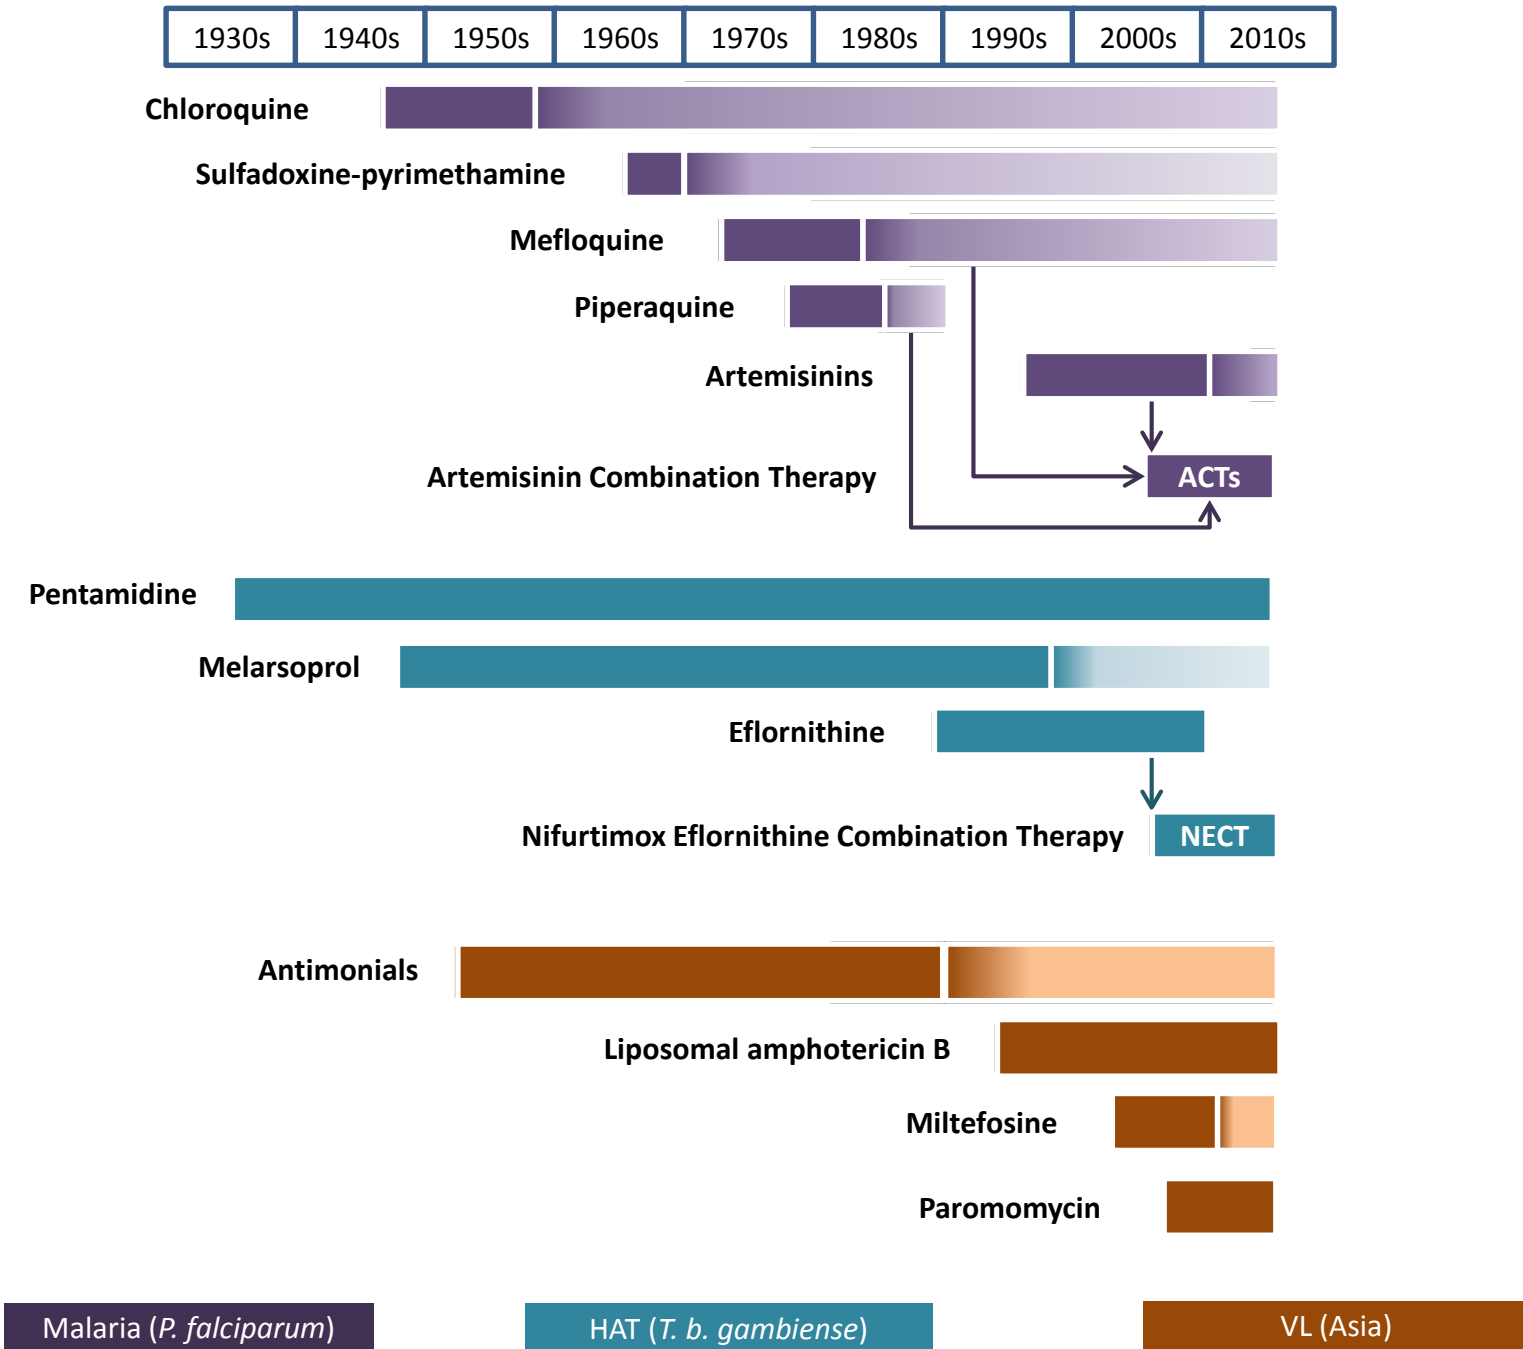 1930s 1940s 1950s 1960s 1970s 1980s 1990s 2000s 2010s
Chloroquine
Sulfadoxine-pyrimethamine
Mefloquine
Piperaquine
Artemisinins
Artemisinin Combination Therapy ACTs
Pentamidine
Melarsoprol
Eflornithine
Nifurtimox Eflornithine Combination Therapy NECT
Antimonials
Liposomal amphotericin B
Miltefosine
Paromomycin
Malaria (P. falciparum) HAT (T. b. gambiense) VL (Asia)